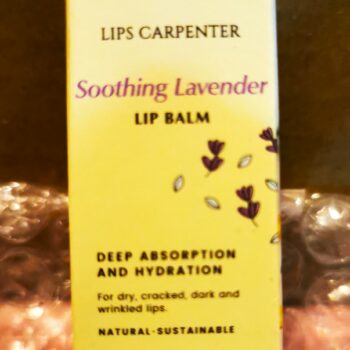 LIPS CARPENTER
Soothing Lavender
LIP BALM
DEEP ABSORPTION
AND HYDRATION
For dry, cracked, dark and
wrinkled lips.
NATURAL-SUSTAINABLE